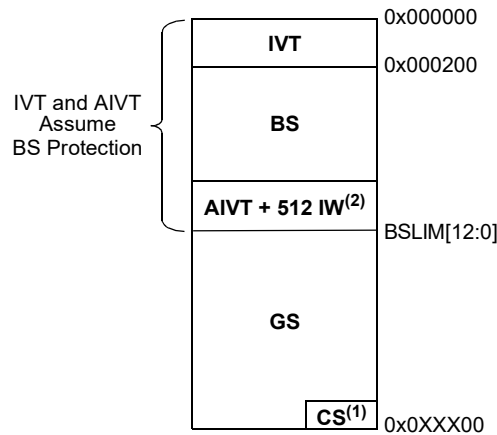 0x000000
IVT
0x000200
IVT and AIVT
Assume
BS Protection
BS
AIVT + 512 IW(2)
BSLIM[12:0]
GS
CS(1)
0x0XXX00